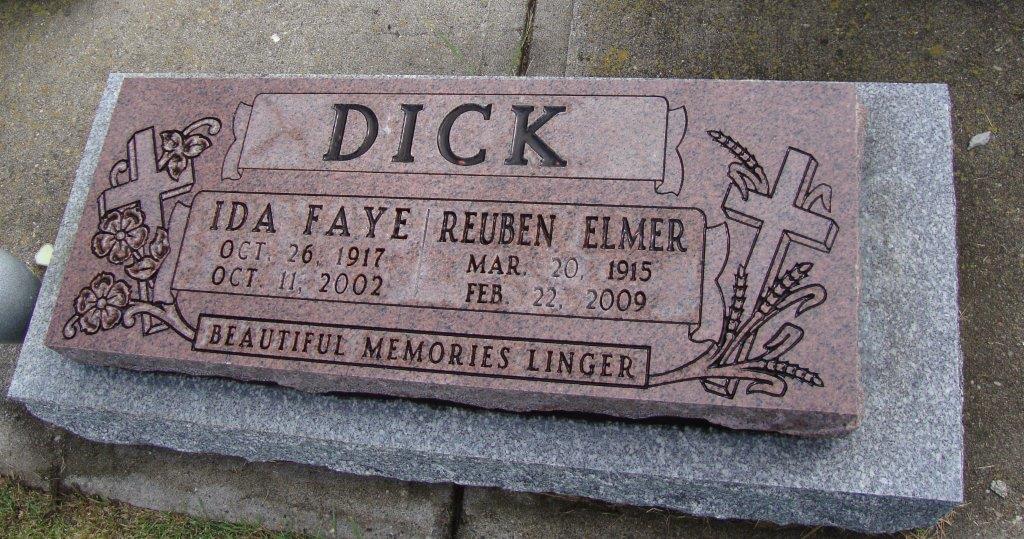 DICK
IDA FAYE
OCT. 26, 1917
OCT. 11, 2002
REUBEN ELMER
MAR. 20, 1915
FEB. 22, 2009
BEAUTIFUL MEMORIES LINGER